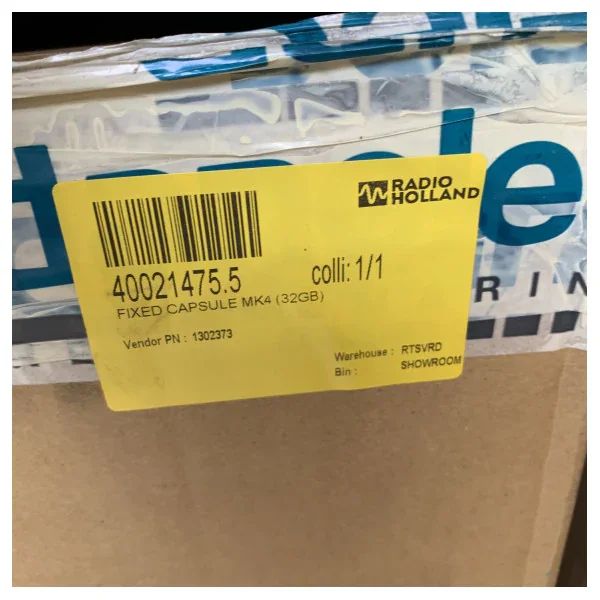 RADIO
HOLLAND
40021475.5
colli: 1/1
FIXED CAPSULE MK4 (32GB)
Vendor PN : 1302373
Warehouse : RTSVRD
Bin : SHOWROOM